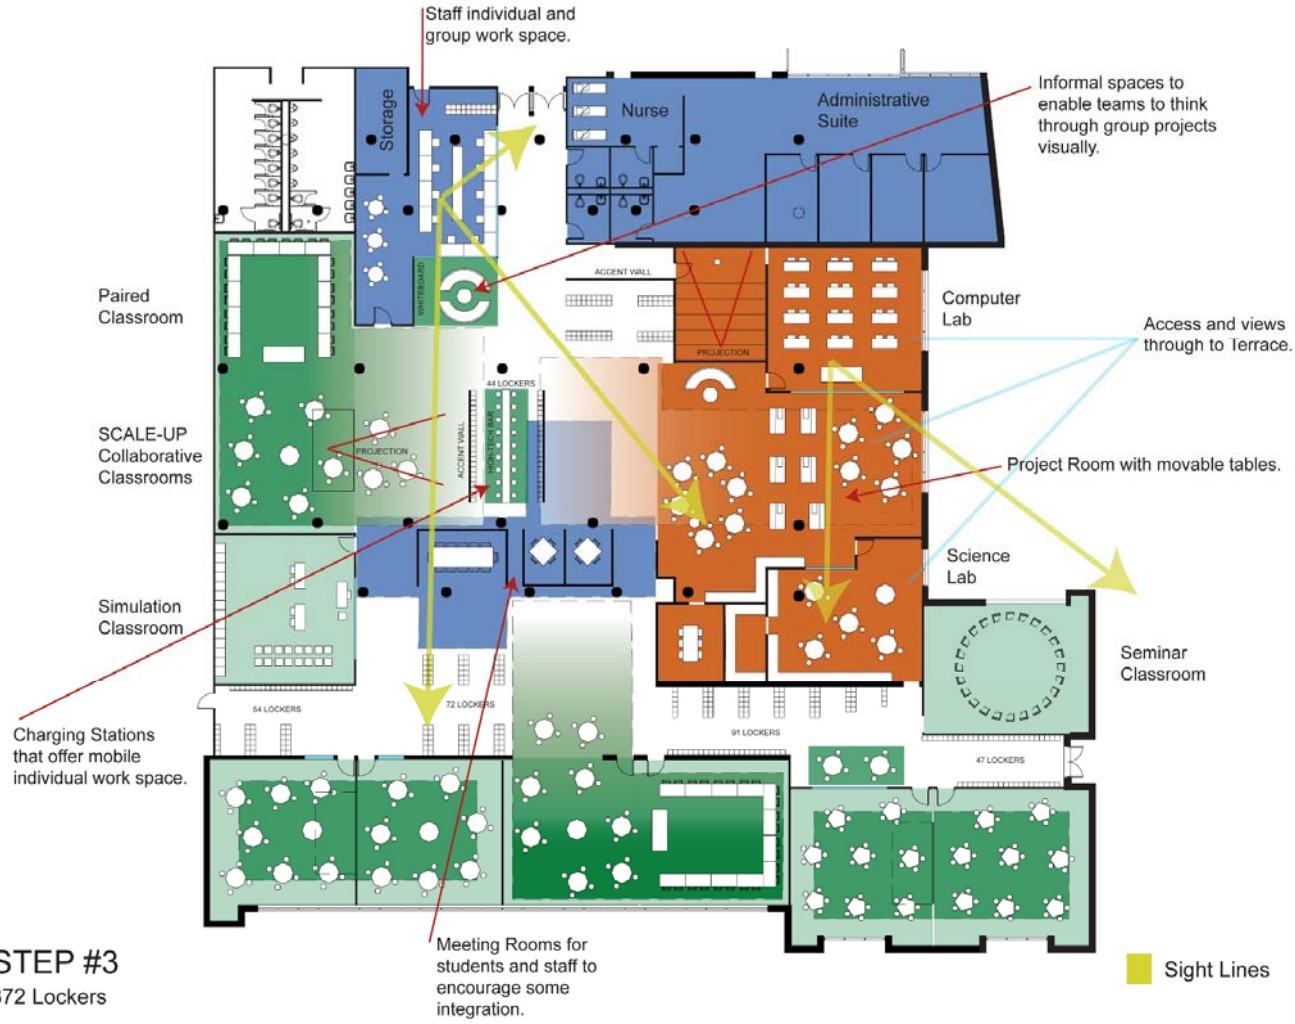 Staff individual and
group work space.
Storage
Nurse
Administrative
Suite
Informal spaces to
enable teams to think
through group projects
visually.
WHITEBOARD
ACCENT WALL
PROJECTION
Paired
Classroom
Computer
Lab
Access and views
through to Terrace.
44 LOCKERS
ACCENT WALL
HIGH-TECH BAR
SCALE-UP
Collaborative
Classrooms
PROJECTION
Project Room with movable tables.
Science
Lab
Simulation
Classroom
Seminar
Classroom
54 LOCKERS
72 LOCKERS
91 LOCKERS
47 LOCKERS
Charging Stations
that offer mobile
individual work space.
Meeting Rooms for
students and staff to
encourage some
integration.
STEP #3
372 Lockers
Sight Lines